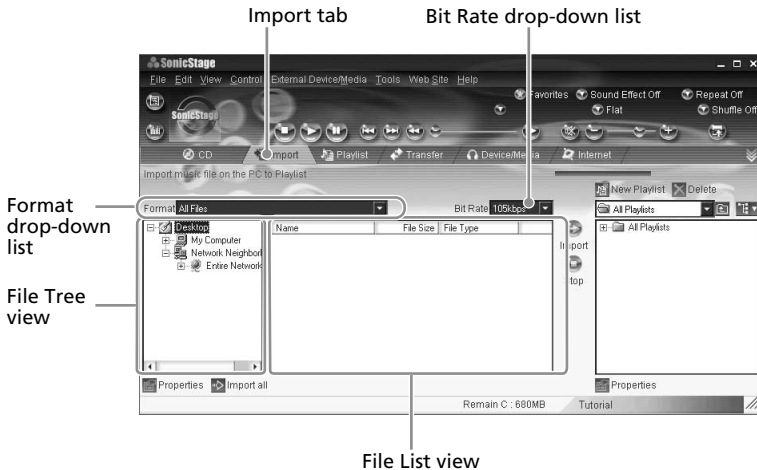 Import tab
Bit Rate drop-down list
SonicStage
File Edit View Control External Device/Media Tools Web Site Help
Favorites Sound Effect Off Repeat Off
SonicStage
Flat Shuffle Off
CD Import Playlist Transfer Device/Media Internet
Import music file on the PC to Playlist
New Playlist Delete
Format drop-down list
Format All Files
Bit Rate 105kbps
All Playlists
Desktop
My Computer
Network Neighborh
Entire Network
Name File Size File Type
All Playlists
Import
Stop
File Tree view
Properties Import all
Properties
Remain C : 680MB Tutorial
File List view